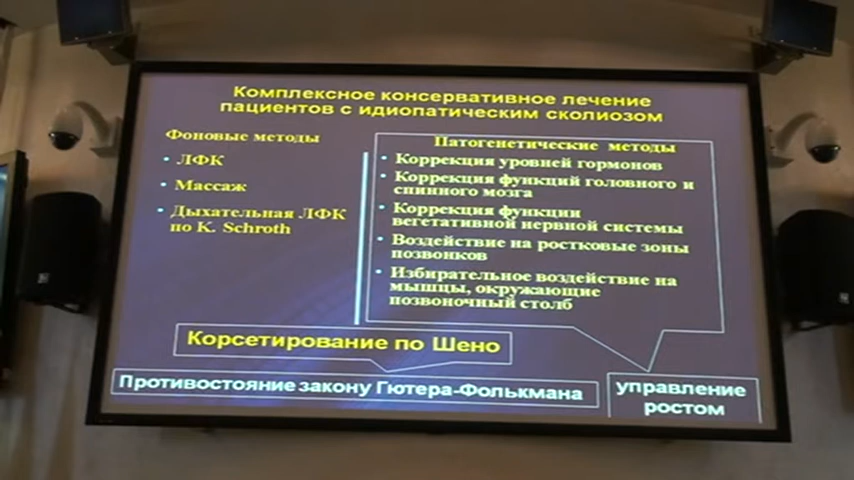 Комплексное консервативное лечение
пациентов с идиопатическим сколиозом
Фоновые методы
• ЛФК
• Массаж
• Дыхательная ЛФК
по K. Schroth
Патогенетические методы
• Коррекция уровней гормонов
• Коррекция функций головного и
спинного мозга
• Коррекция функции
вегетативной нервной системы
• Воздействие на ростковые зоны
позвонков
• Избирательное воздействие на
мышцы, окружающие
позвоночный столб
Корсетирование по Шено
Противостояние закону Гютера-Фолькмана
управление
ростом